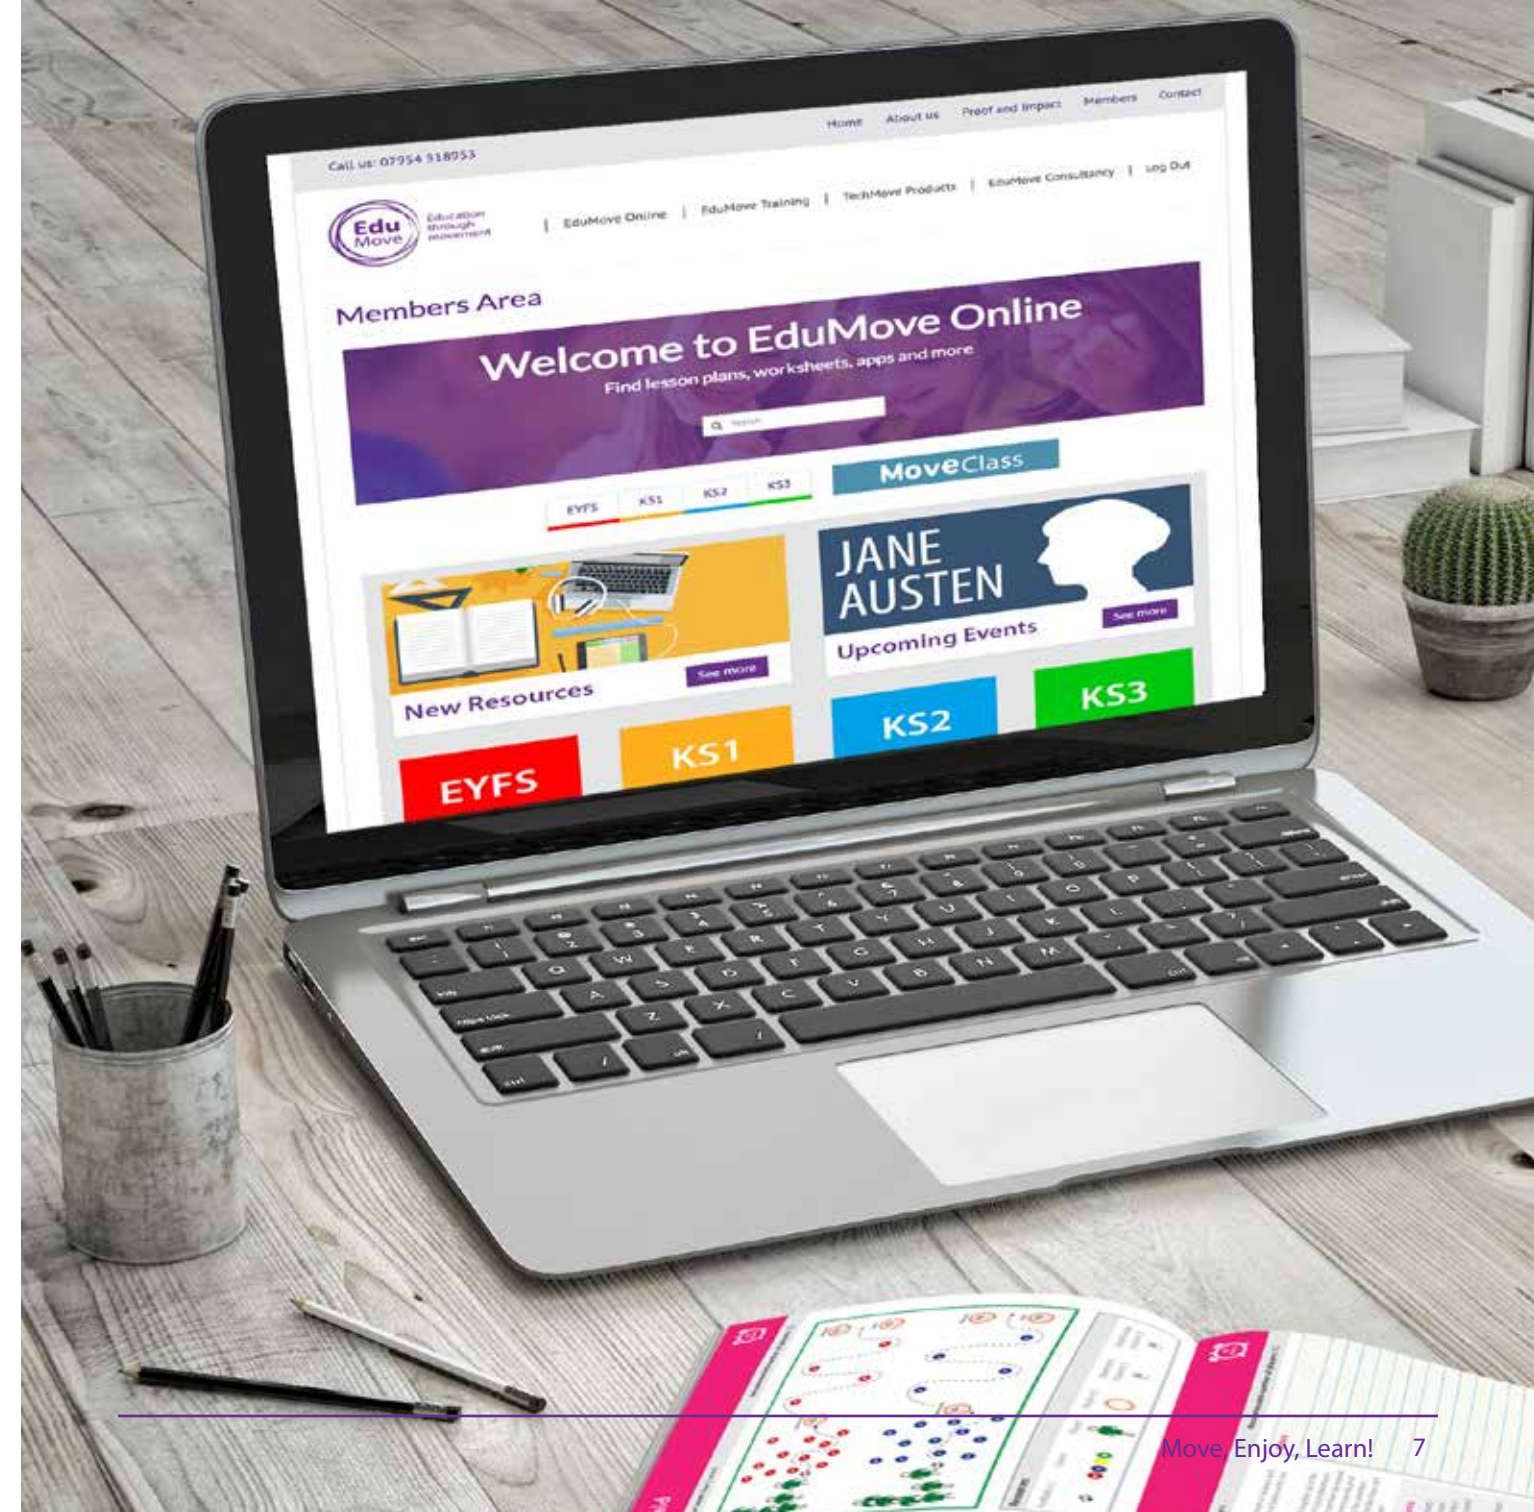 Home About us Proof and Impact Members Contact
Call us: 07954 318953
Edu
Move
Education
through
movement
| EduMove Online | EduMove Training | TechMove Products | EduMove Consultancy | Log Out
Members Area
Welcome to EduMove Online
Find lesson plans, worksheets, apps and more
Search
EYFS KS1 KS2 KS3
MoveClass
JANE
AUSTEN
New Resources See more
Upcoming Events See more
EYFS KS1 KS2 KS3
Q W E R T Y U I O P
A S D F G H J K L
Z X C V B N M
Resources
Move, Enjoy, Learn! 7